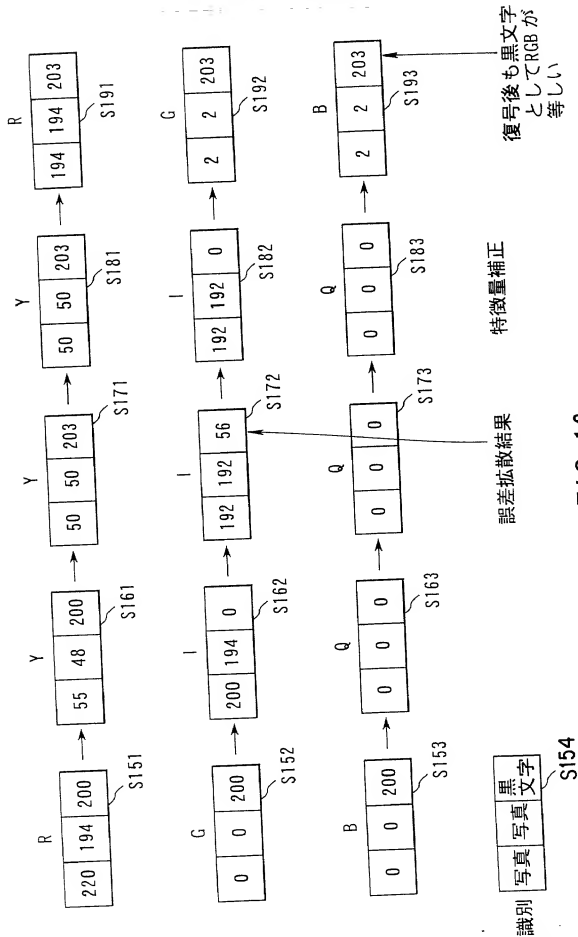 R
220 194 200
S151
Y
55 48 200
S161
Y
50 50 203
S171
Y
50 50 203
S181
R
194 194 203
S191
G
0 0 200
S152
I
200 194 0
S162
I
192 192 56
S172
I
192 192 0
S182
G
2 2 203
S192
B
0 0 200
S153
Q
0 0 0
S163
Q
0 0 0
S173
Q
0 0 0
S183
B
2 2 203
S193
識別
写真 写真 黒文字
S154
誤差拡散結果
特徴量補正
復号後も黒文字
としてRGBが
等しい